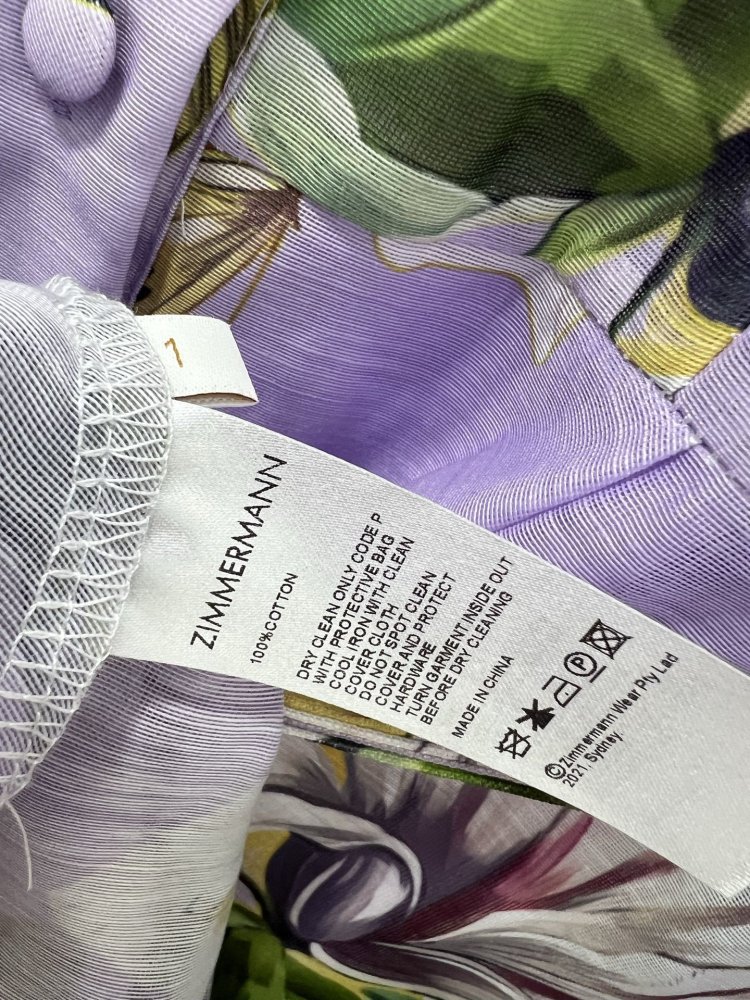 1
ZIMMERMANN
100%COTTON
DRY CLEAN ONLY CODE P
WITH PROTECTIVE BAG
COOL IRON WITH CLEAN
COVER CLOTH
DO NOT SPOT CLEAN
COVER AND PROTECT
HARDWARE
TURN GARMENT INSIDE OUT
BEFORE DRY CLEANING
MADE IN CHINA
P
©Zimmermann Wear Pty Lad
2021. Sydney.